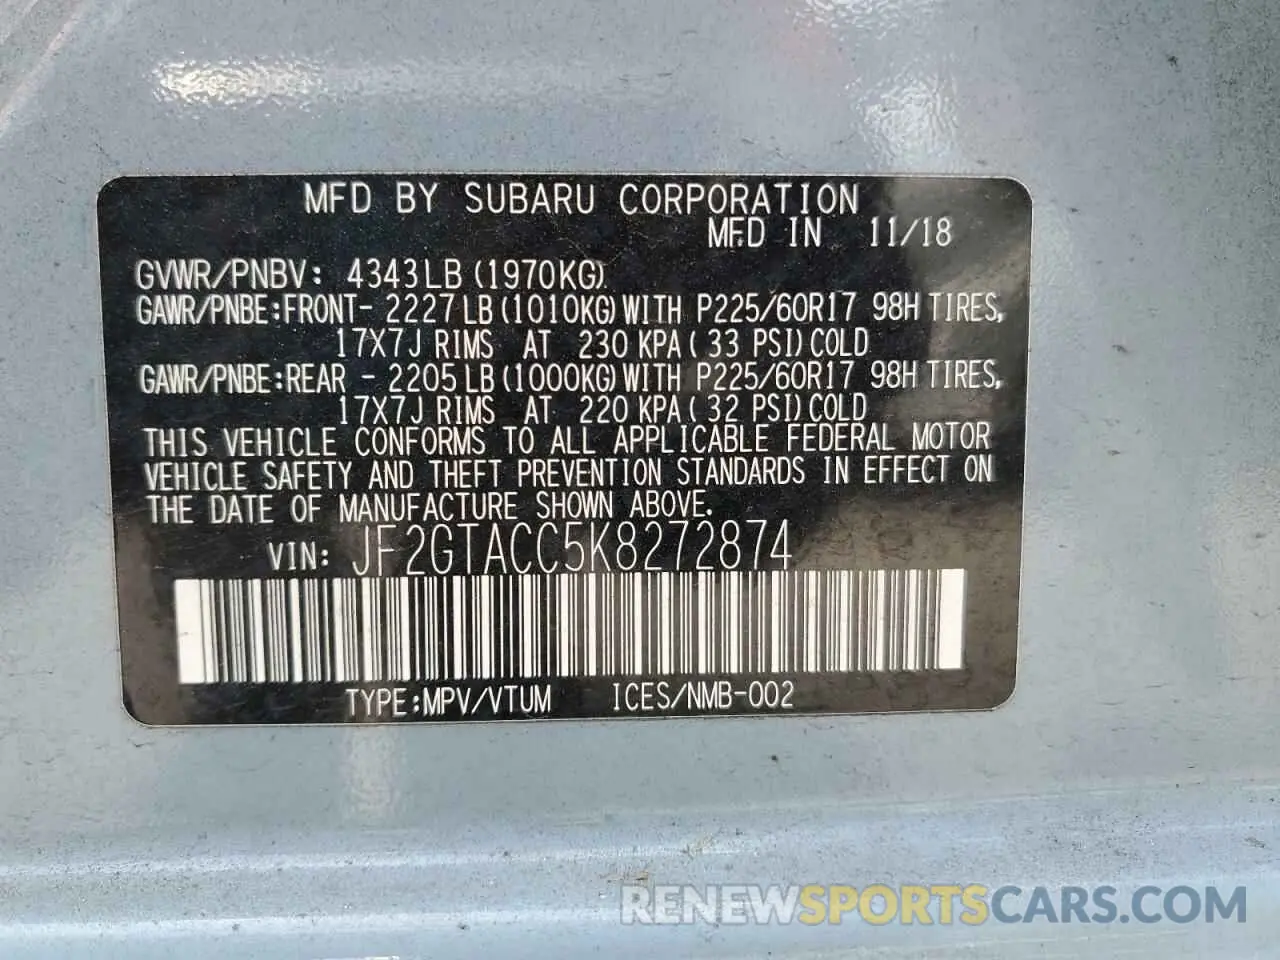 MFD BY SUBARU CORPORATION
MFD IN 11/18
GVWR/PNBV: 4343LB (1970KG)
GAWR/PNBE:FRONT- 2227LB (1010KG) WITH P225/60R17 98H TIRES,
17X7J RIMS AT 230 KPA ( 33 PSI) COLD
GAWR/PNBE:REAR - 2205LB (1000KG) WITH P225/60R17 98H TIRES,
17X7J RIMS AT 220 KPA ( 32 PSI) COLD
THIS VEHICLE CONFORMS TO ALL APPLICABLE FEDERAL MOTOR
VEHICLE SAFETY AND THEFT PREVENTION STANDARDS IN EFFECT ON
THE DATE OF MANUFACTURE SHOWN ABOVE.
VIN: JF2GTACC5K8272874
TYPE:MPV/VTUM ICES/NMB-002
RENEWSPORTSCARS.COM